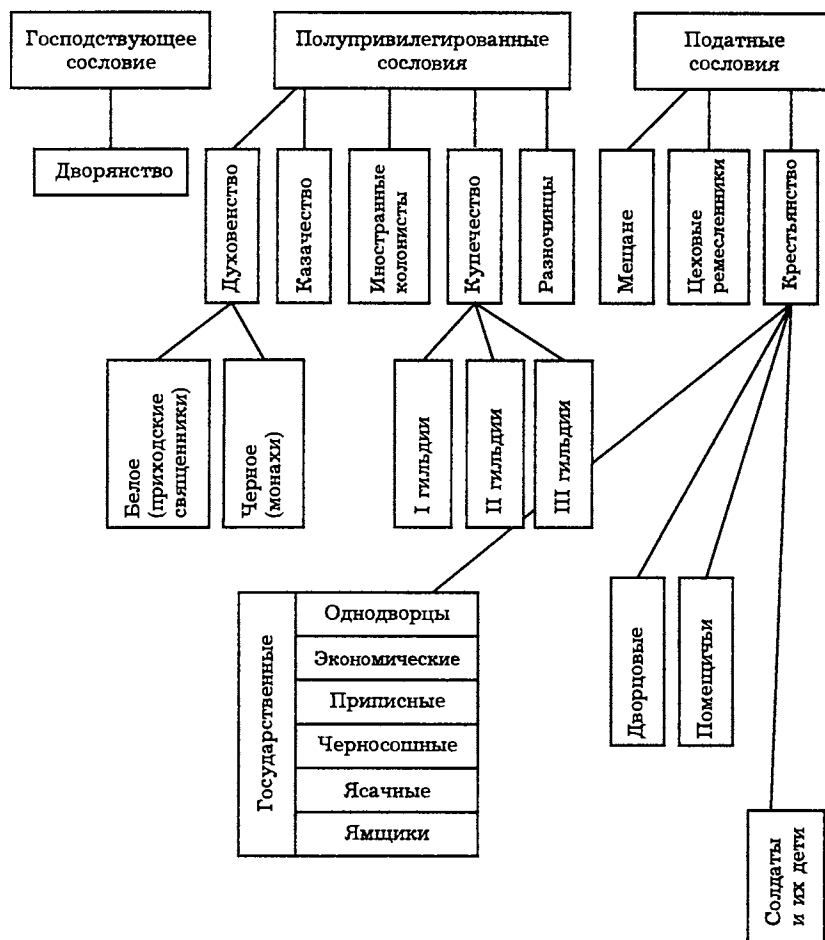 Господствующее
сословие
Полупривилегированные
сословия
Податные
сословия
Дворянство
Духовенство
Казачество
Иностранные
колонисты
Купечество
Разночинцы
Мещане
Цеховые
ремесленники
Крестьянство
Белое
(приходские
священники)
Черное
(монахи)
I гильдии
II гильдии
III гильдии
Государственные
Однодворцы
Экономические
Приписные
Черносошные
Ясачные
Ямщики
Дворцовые
Помещичьи
Солдаты
и их дети